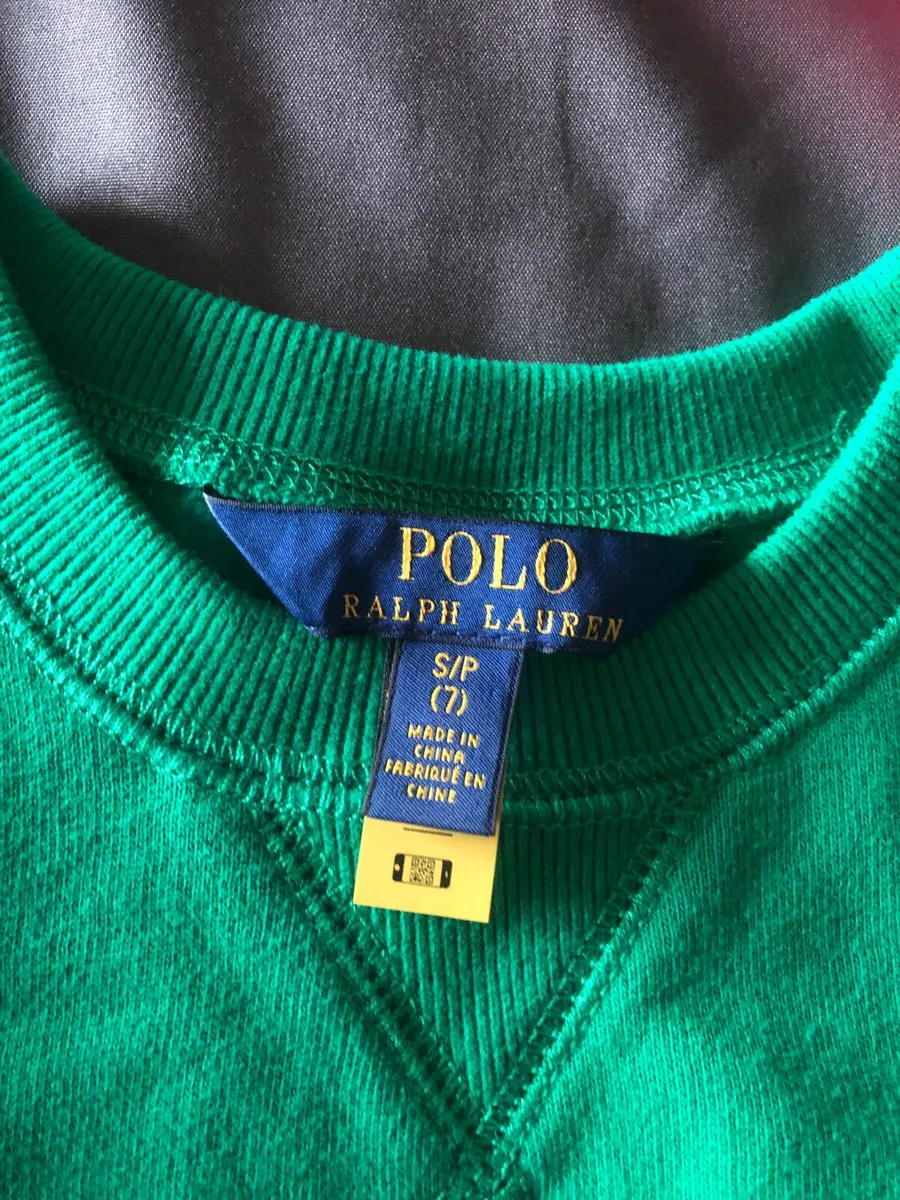 POLO
RALPH LAUREN
S/P
(7)
MADE IN
CHINA
FABRIQUÉ EN
CHINE